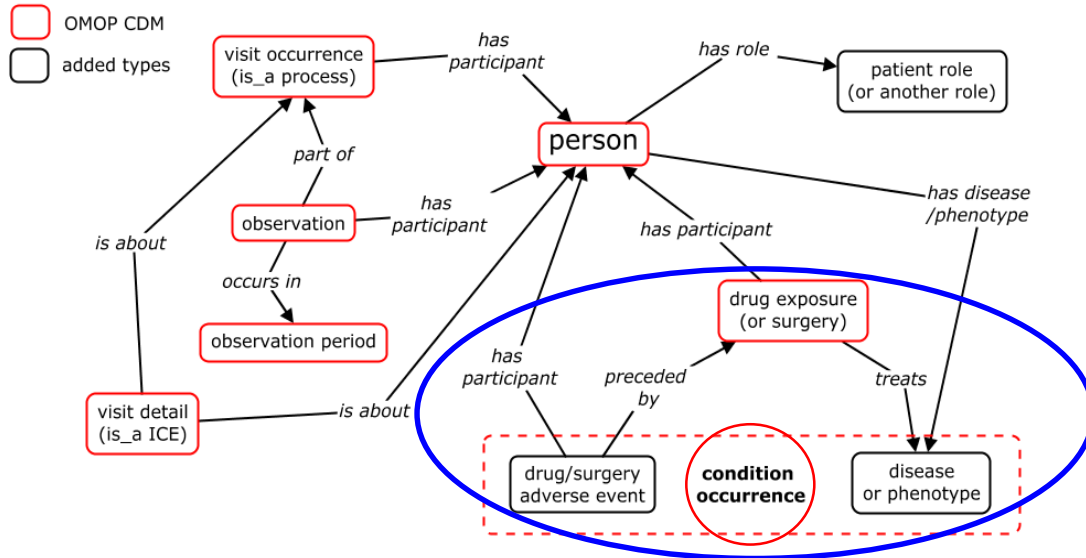 OMOP CDM
added types
visit occurrence
(is_a process)
has
participant
has role
patient role
(or another role)
person
part of
observation
has
participant
has disease
/phenotype
is about
has participant
occurs in
drug exposure
(or surgery)
observation period
has
participant
preceded
by
treats
visit detail
(is_a ICE)
is about
drug/surgery
adverse event
condition
occurrence
disease
or phenotype